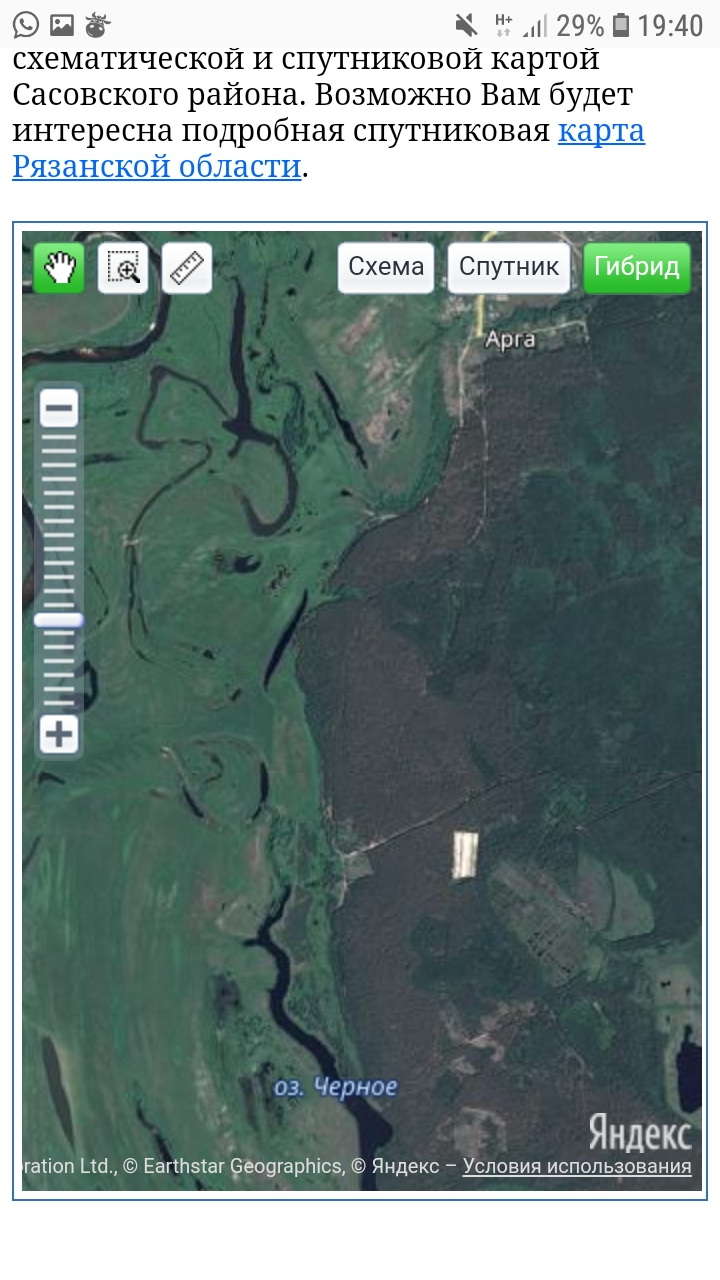 H+ 29% 19:40
схематической и спутниковой картой
Сасовского района. Возможно Вам будет
интересна подробная спутниковая карта
Рязанской области.
Схема Спутник Гибрид
Арга
оз. Черное
Яндекс
ration Ltd., © Earthstar Geographics, © Яндекс – Условия использования